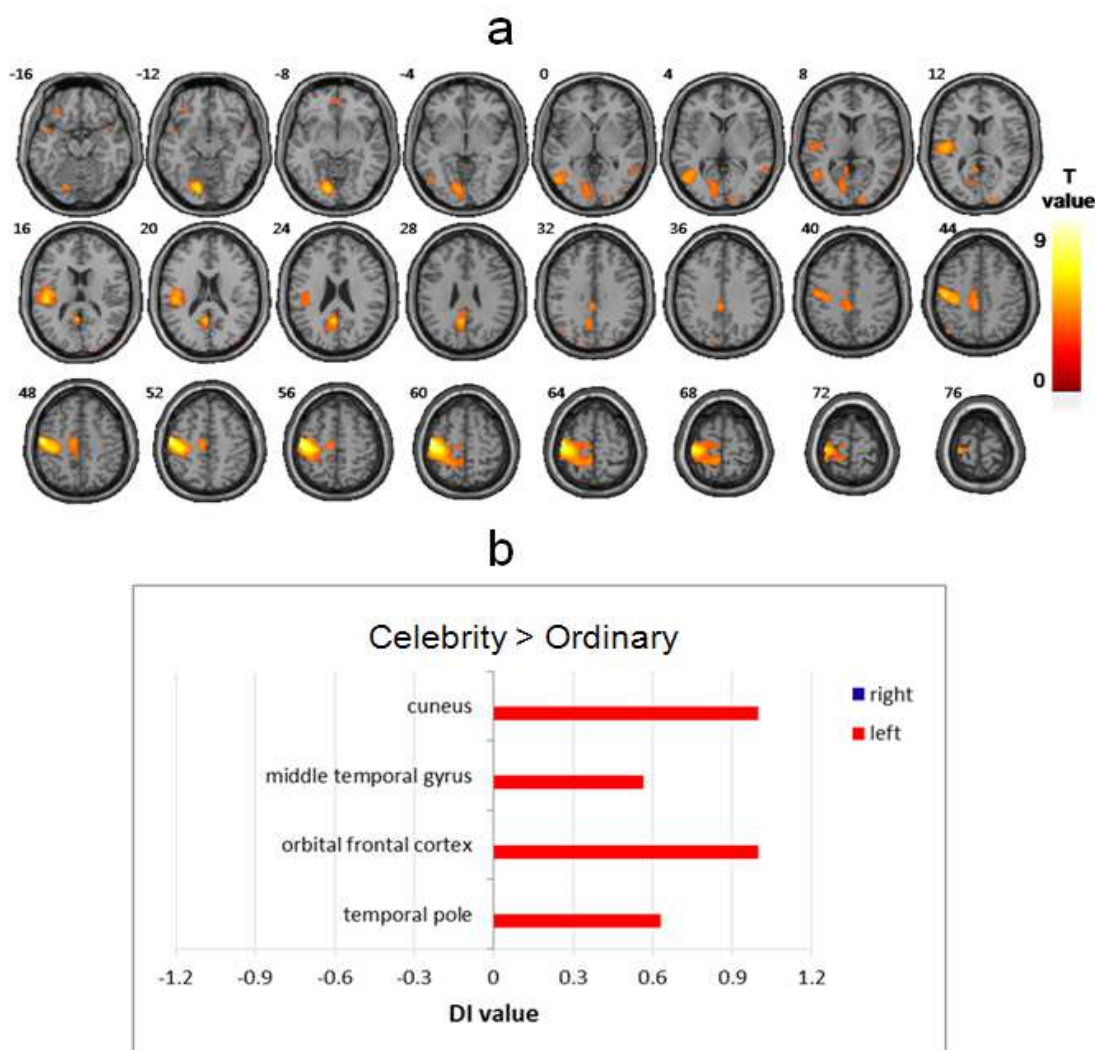 a
-16 -12 -8 -4 0 4 8 12
T value
16 20 24 28 32 36 40 44
9
0
48 52 56 60 64 68 72 76
b
Celebrity > Ordinary
right
left
cuneus
middle temporal gyrus
orbital frontal cortex
temporal pole
-1.2 -0.9 -0.6 -0.3 0 0.3 0.6 0.9 1.2
DI value